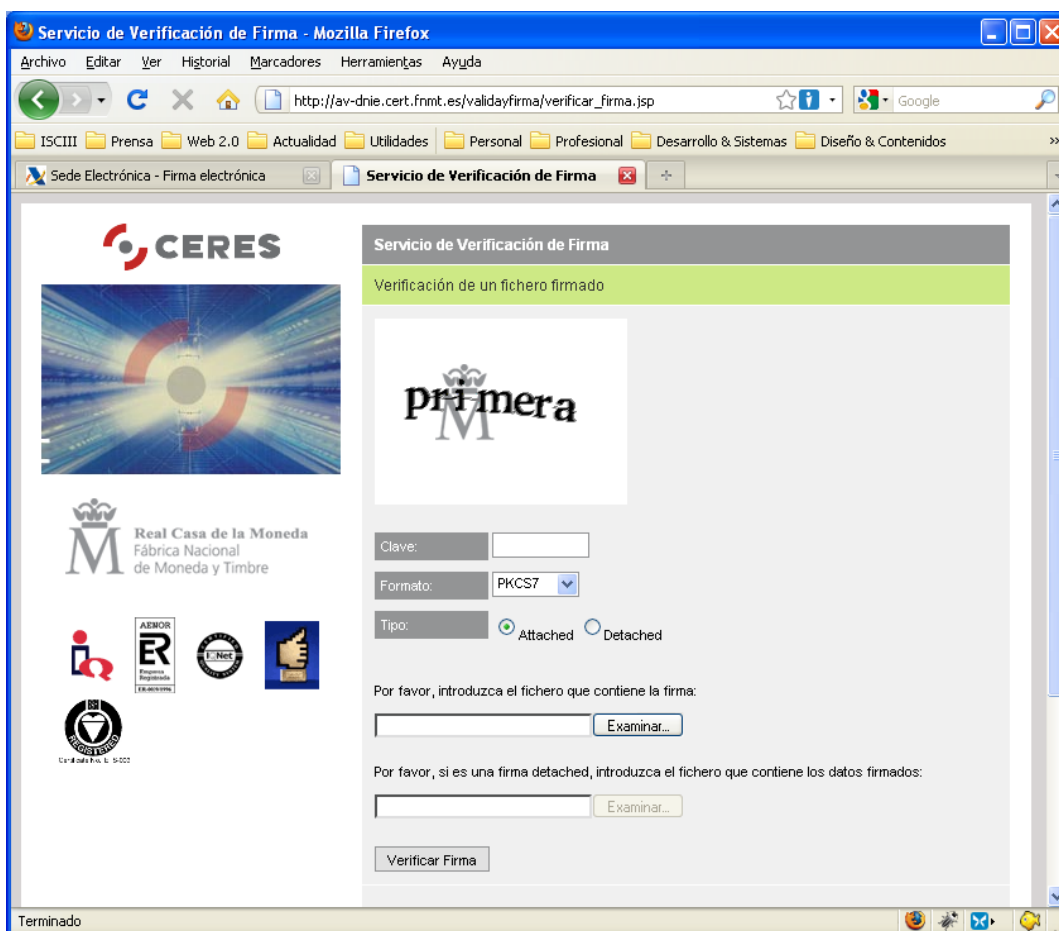 Servicio de Verificación de Firma - Mozilla Firefox
Archivo Editar Ver Historial Marcadores Herramientas Ayuda
http://av-dnie.cert.fnmt.es/validayfirma/verificar_firma.jsp
Google
ISCIII Prensa Web 2.0 Actualidad Utilidades Personal Profesional Desarrollo & Sistemas Diseño & Contenidos »
Sede Electrónica - Firma electrónica
Servicio de Verificación de Firma
CERES
Servicio de Verificación de Firma
Verificación de un fichero firmado
primera
M
Real Casa de la Moneda
Fábrica Nacional
de Moneda y Timbre
Clave:
Formato: PKCS7
Tipo: Attached Detached
AENOR
ER
Empresa
Registrada
IQNet
BSI
REGISTERED
Por favor, introduzca el fichero que contiene la firma:
Examinar...
Por favor, si es una firma detached, introduzca el fichero que contiene los datos firmados:
Examinar...
Verificar Firma
Terminado